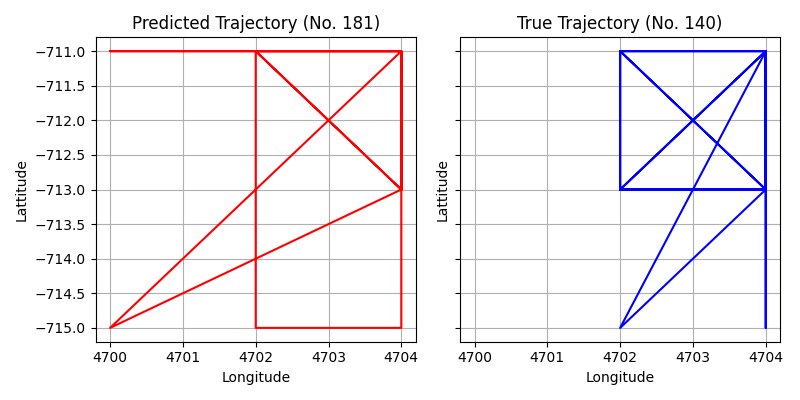 Predicted Trajectory (No. 181)
True Trajectory (No. 140)
Lattitude
−711.0
−711.5
−712.0
−712.5
−713.0
−713.5
−714.0
−714.5
−715.0
4700 4701 4702 4703 4704
Longitude
Lattitude
4700 4701 4702 4703 4704
Longitude